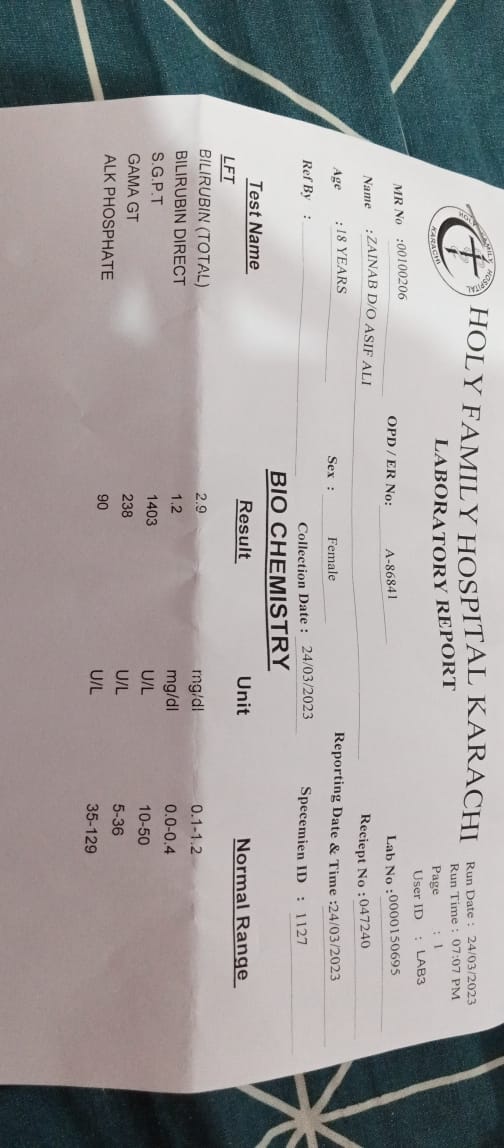 HOLY FAMILY HOSPITAL KARACHI
HOLY FAMILY HOSPITAL KARACHI
LABORATORY REPORT
Run Date : 24/03/2023
Run Time : 07:07 PM
Page : 1
User ID : LAB3
MR No :00100206 OPD / ER No: A-86841 Lab No :0000150695
Name :ZAINAB D/O ASIF ALI Reciept No : 047240
Age :18 YEARS Sex : Female Reporting Date & Time :24/03/2023
Ref By : Collection Date : 24/03/2023 Specemien ID : 1127
BIO CHEMISTRY
Test Name Result Unit Normal Range
LFT
BILIRUBIN (TOTAL) 2.9 mg/dl 0.1-1.2
BILIRUBIN DIRECT 1.2 mg/dl 0.0-0.4
S.G.P.T 1403 U/L 10-50
GAMA GT 238 U/L 5-36
ALK PHOSPHATE 90 U/L 35-129